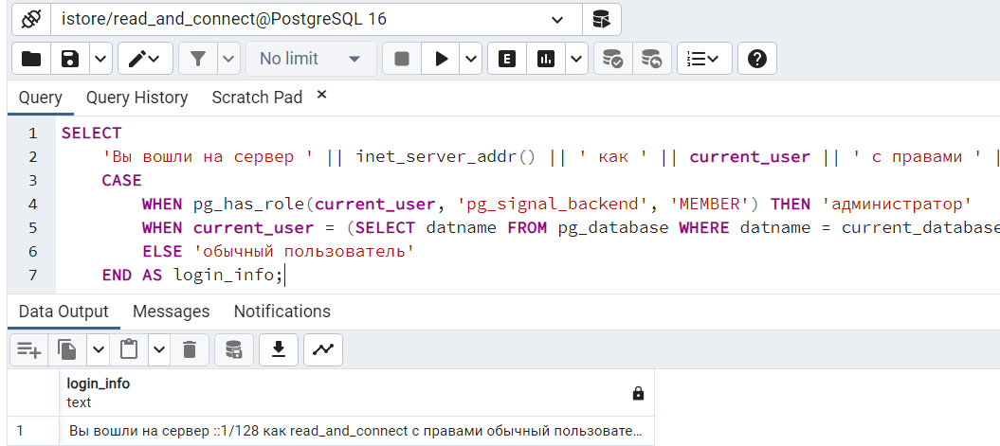 istore/read_and_connect@PostgreSQL 16
No limit
E
Query Query History Scratch Pad ×
1 SELECT
2 'Вы вошли на сервер ' || inet_server_addr() || ' как ' || current_user || ' с правами ' |
3 CASE
4 WHEN pg_has_role(current_user, 'pg_signal_backend', 'MEMBER') THEN 'администратор'
5 WHEN current_user = (SELECT datname FROM pg_database WHERE datname = current_database
6 ELSE 'обычный пользователь'
7 END AS login_info;
Data Output Messages Notifications
login_info
text
1 Вы вошли на сервер ::1/128 как read_and_connect с правами обычный пользовате...